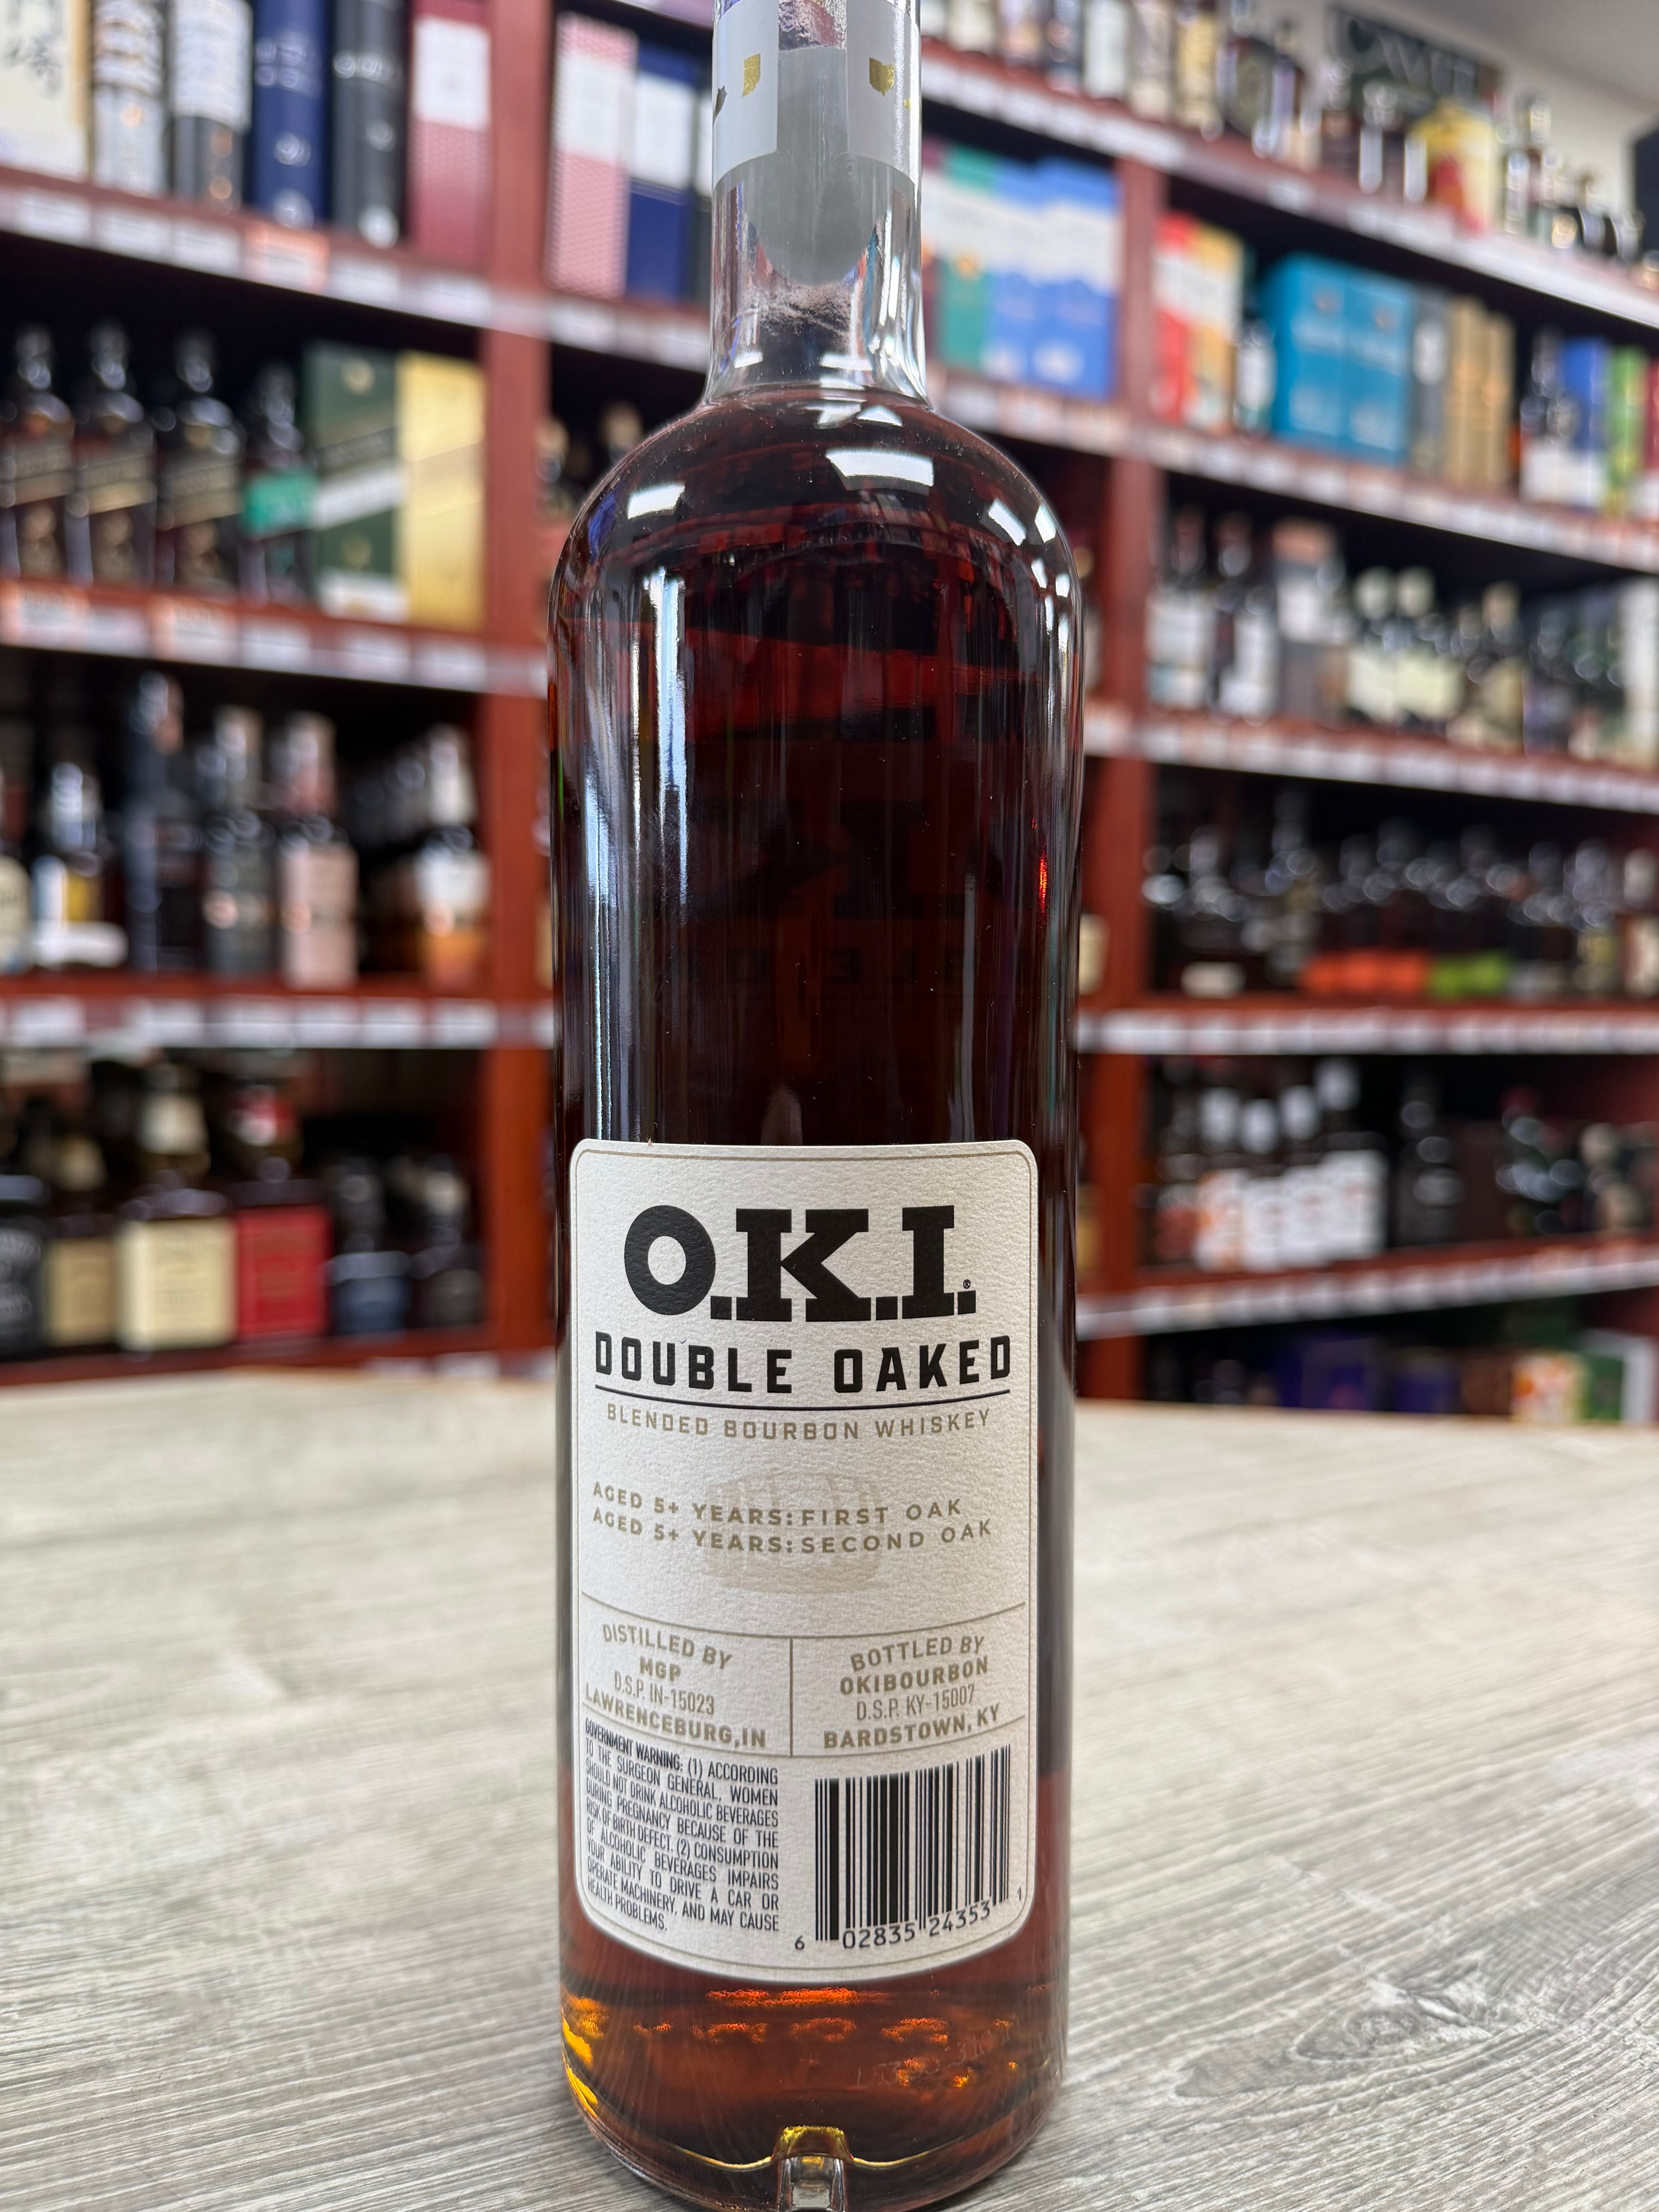 O.K.I.®
DOUBLE OAKED
BLENDED BOURBON WHISKEY
AGED 5+ YEARS: FIRST OAK
AGED 5+ YEARS: SECOND OAK
DISTILLED BY
MGP
D.S.P. IN-15023
LAWRENCEBURG, IN
BOTTLED BY
OKI BOURBON
D.S.P. KY-15007
BARDSTOWN, KY
GOVERNMENT WARNING: (1) ACCORDING
TO THE SURGEON GENERAL, WOMEN
SHOULD NOT DRINK ALCOHOLIC BEVERAGES
DURING PREGNANCY BECAUSE OF THE
RISK OF BIRTH DEFECT. (2) CONSUMPTION
OF ALCOHOLIC BEVERAGES IMPAIRS
YOUR ABILITY TO DRIVE A CAR OR
OPERATE MACHINERY, AND MAY CAUSE
HEALTH PROBLEMS.
6 02835 24353 1